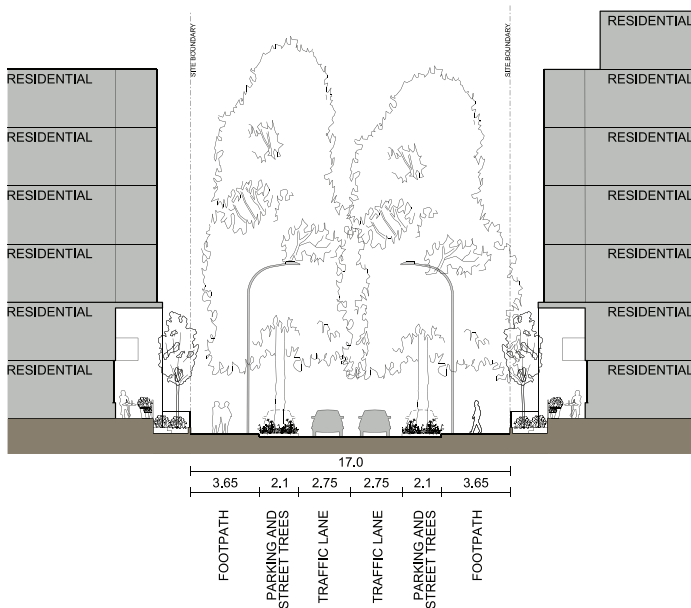 SITE BOUNDARY
SITE BOUNDARY
RESIDENTIAL
RESIDENTIAL
RESIDENTIAL
RESIDENTIAL
RESIDENTIAL
RESIDENTIAL
RESIDENTIAL
RESIDENTIAL
RESIDENTIAL
RESIDENTIAL
RESIDENTIAL
RESIDENTIAL
RESIDENTIAL
17.0
3.65
2.1
2.75
2.75
2.1
3.65
FOOTPATH
PARKING AND
STREET TREES
TRAFFIC LANE
TRAFFIC LANE
PARKING AND
STREET TREES
FOOTPATH